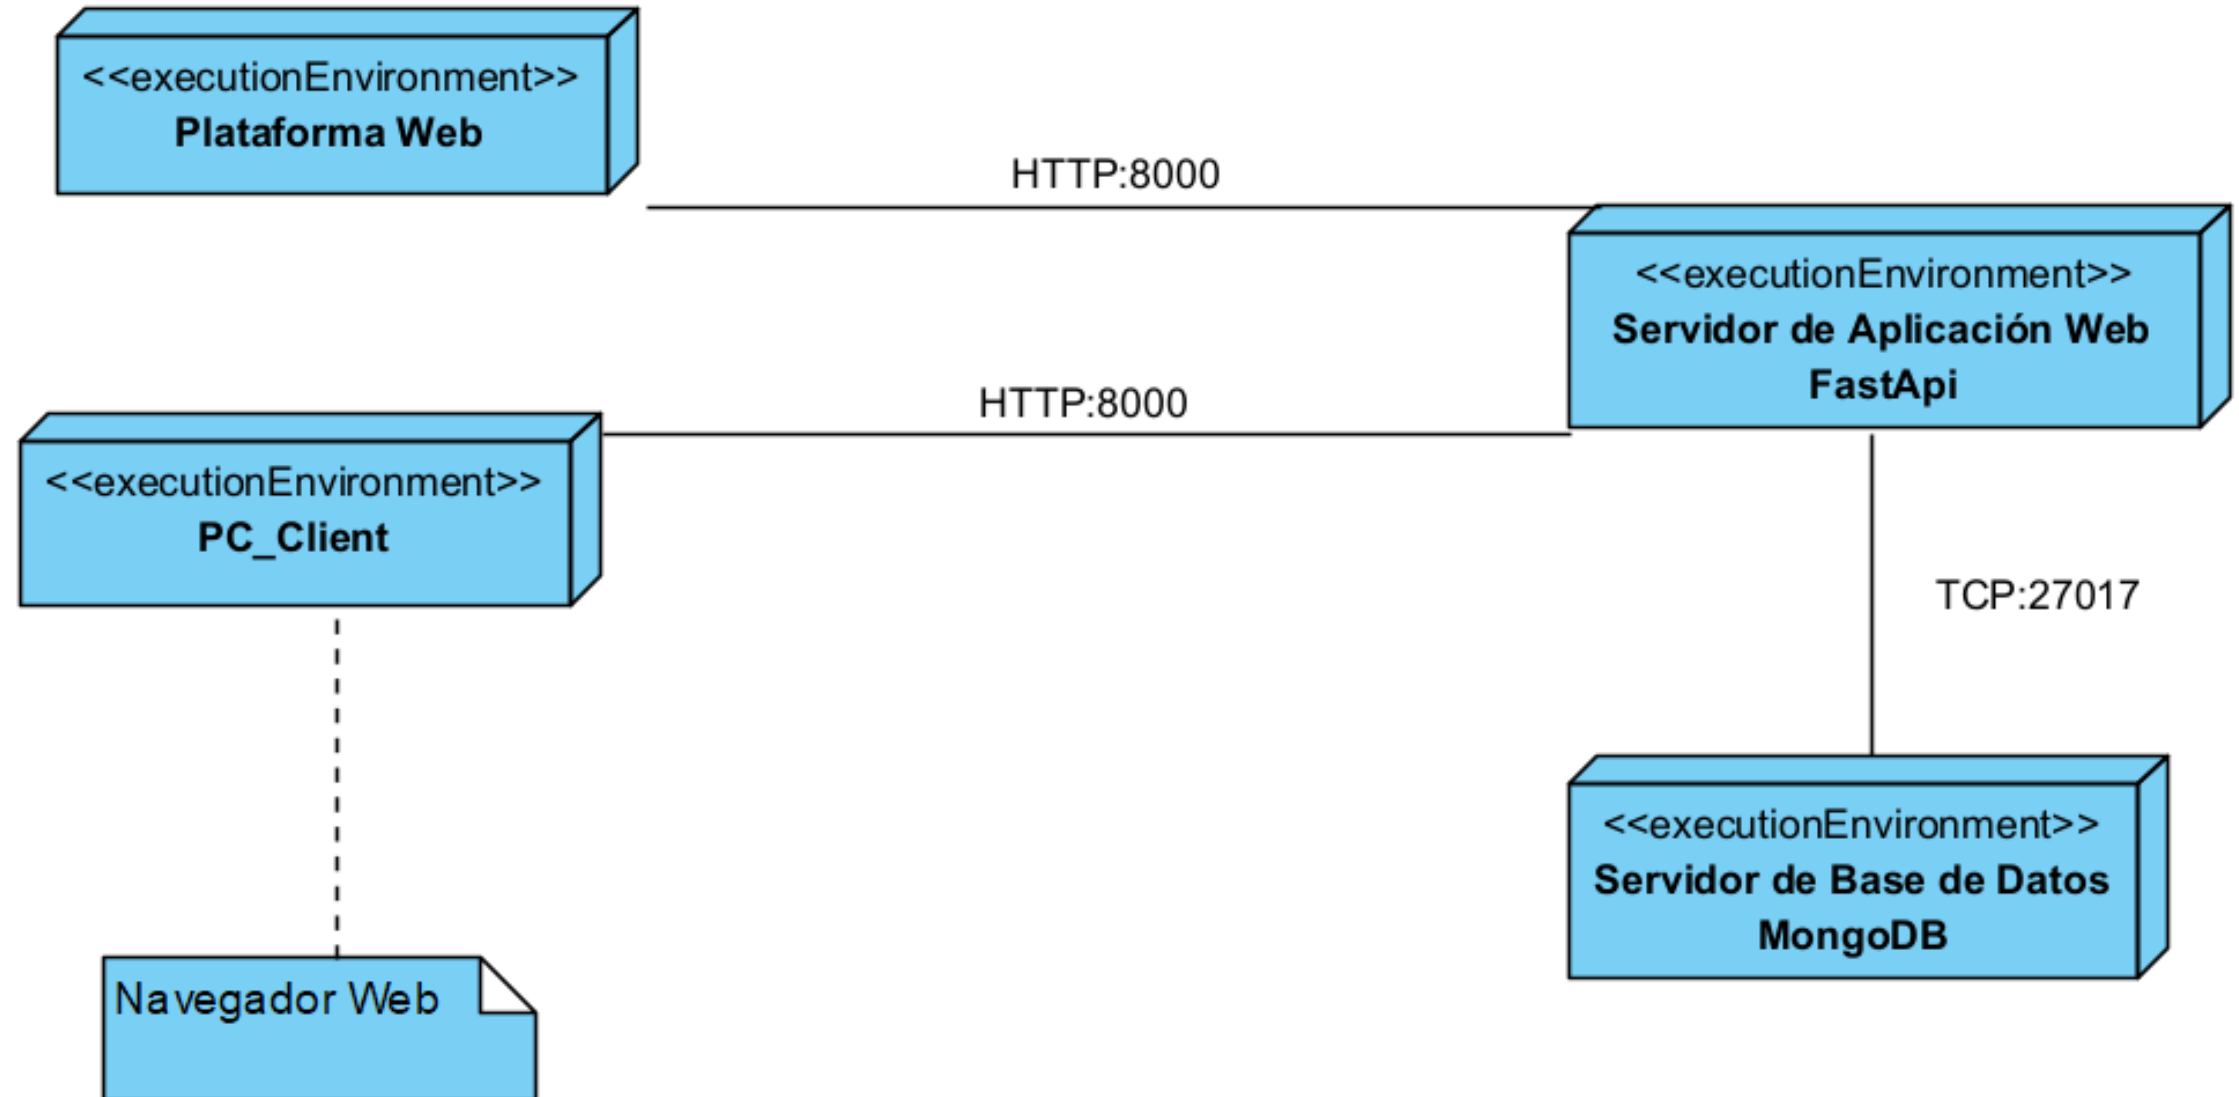 <<executionEnvironment>>
Plataforma Web
HTTP:8000
<<executionEnvironment>>
Servidor de Aplicación Web
FastApi
HTTP:8000
<<executionEnvironment>>
PC_Client
TCP:27017
<<executionEnvironment>>
Servidor de Base de Datos
MongoDB
Navegador Web